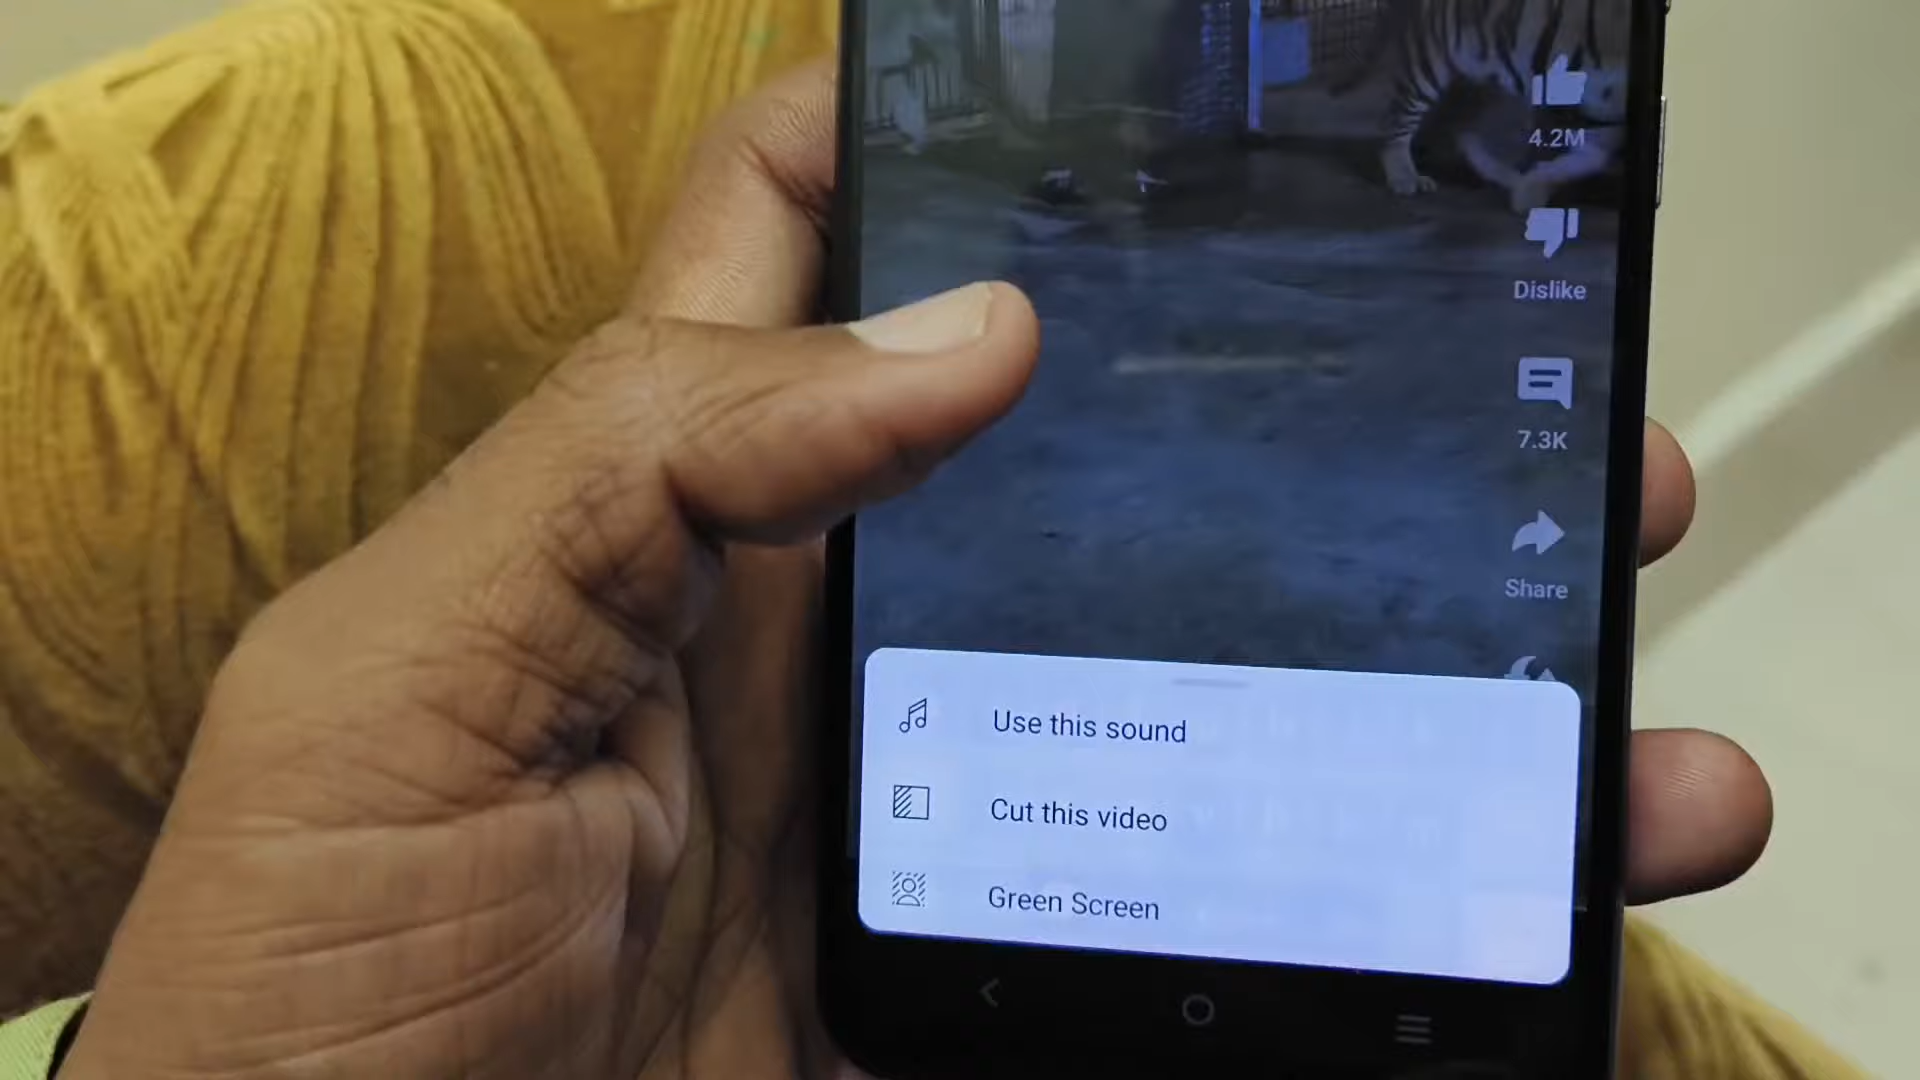 4.2M
Dislike
7.3K
Share
Use this sound
Cut this video
Green Screen